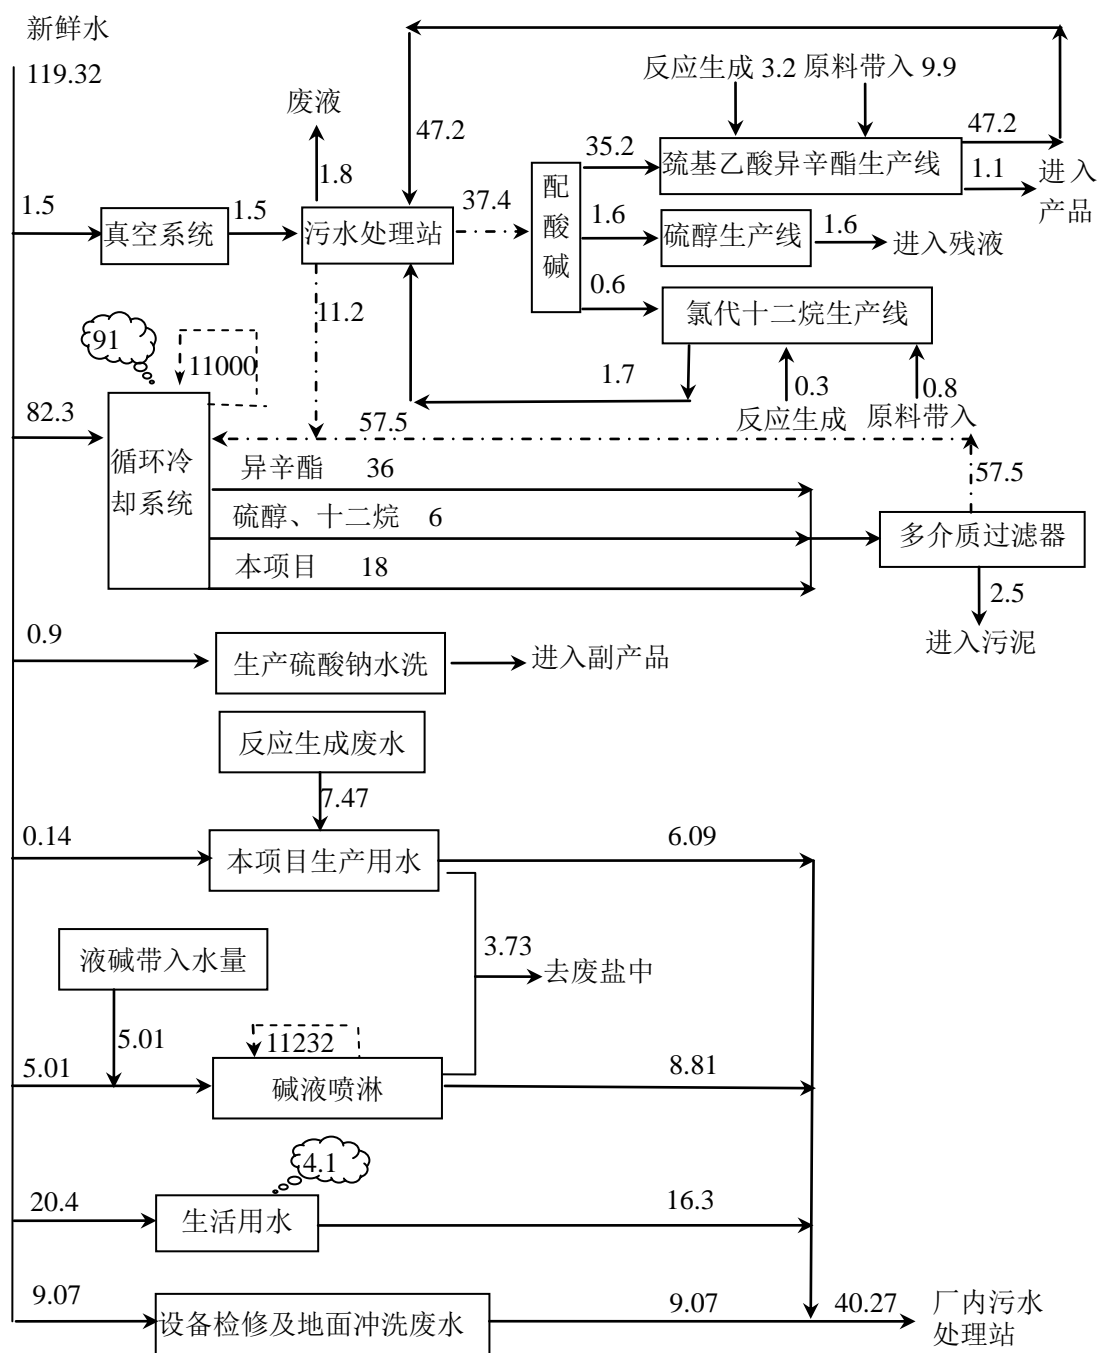 新鲜水
119.32
反应生成 3.2 原料带入 9.9
废液
47.2
47.2
1.8
35.2
巯基乙酸异辛酯生产线
1.1
进入
产品
1.5
真空系统
1.5
污水处理站
37.4
配
酸
碱
1.6
硫醇生产线
1.6
进入残液
0.6
11.2
氯代十二烷生产线
91
11000
1.7
0.3
0.8
反应生成
原料带入
82.3
57.5
循环冷
却系统
异辛酯 36
57.5
硫醇、十二烷 6
多介质过滤器
本项目 18
2.5
进入污泥
0.9
生产硫酸钠水洗
进入副产品
反应生成废水
7.47
0.14
本项目生产用水
6.09
液碱带入水量
3.73
去废盐中
5.01
11232
5.01
碱液喷淋
8.81
4.1
20.4
生活用水
16.3
9.07
设备检修及地面冲洗废水
9.07
40.27
厂内污水
处理站